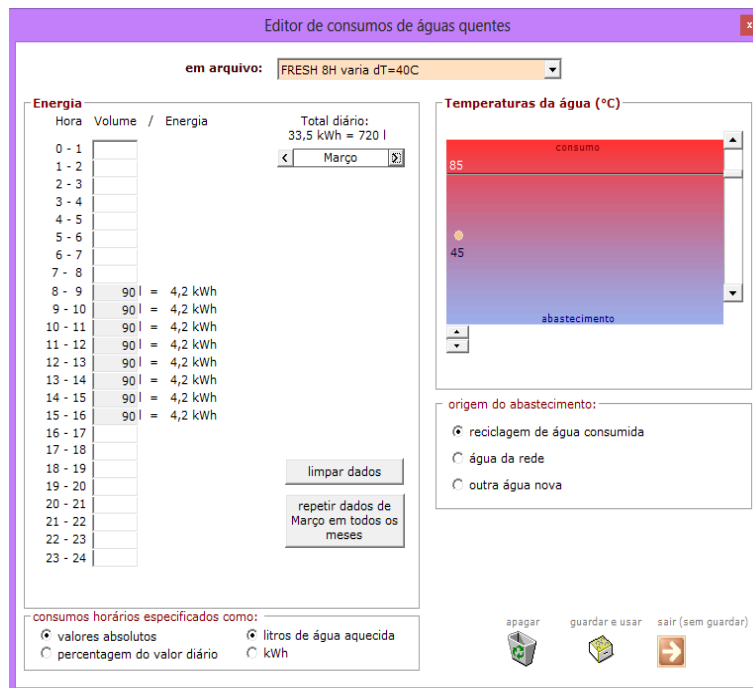 Editor de consumos de águas quentes
x
em arquivo: FRESH 8H varia dT=40C
Energia
Hora Volume / Energia
Total diário:
33,5 kWh = 720 l
< Março >
0 - 1
1 - 2
2 - 3
3 - 4
4 - 5
5 - 6
6 - 7
7 - 8
8 - 9 90 l = 4,2 kWh
9 - 10 90 l = 4,2 kWh
10 - 11 90 l = 4,2 kWh
11 - 12 90 l = 4,2 kWh
12 - 13 90 l = 4,2 kWh
13 - 14 90 l = 4,2 kWh
14 - 15 90 l = 4,2 kWh
15 - 16 90 l = 4,2 kWh
16 - 17
17 - 18
18 - 19
19 - 20
20 - 21
21 - 22
22 - 23
23 - 24
limpar dados
repetir dados de
Março em todos os
meses
consumos horários especificados como:
valores absolutos
percentagem do valor diário
litros de água aquecida
kWh
Temperaturas da água (°C)
consumo
85
45
abastecimento
origem do abastecimento:
reciclagem de água consumida
água da rede
outra água nova
apagar
guardar e usar
sair (sem guardar)